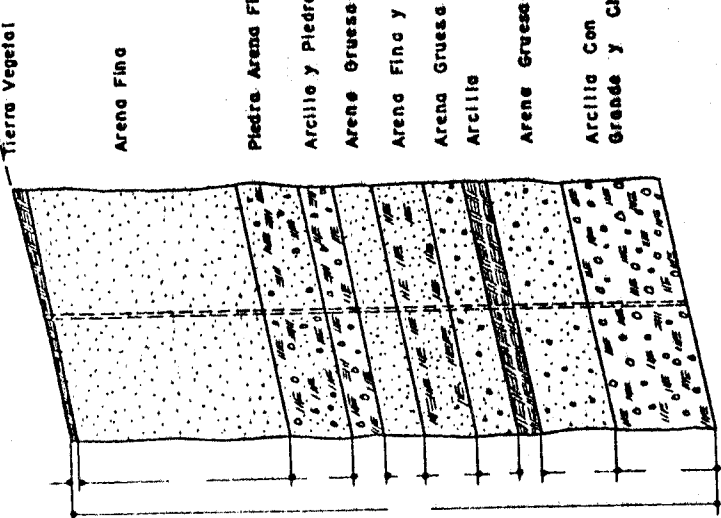 Tierra Vegetal
Arena Fina
Piedra Arena
Arcilla y Piedra
Arena Gruesa
Arena Fina y
Arena Gruesa
Arcilla
Arena Gruesa
Arcilla Con
Grande y